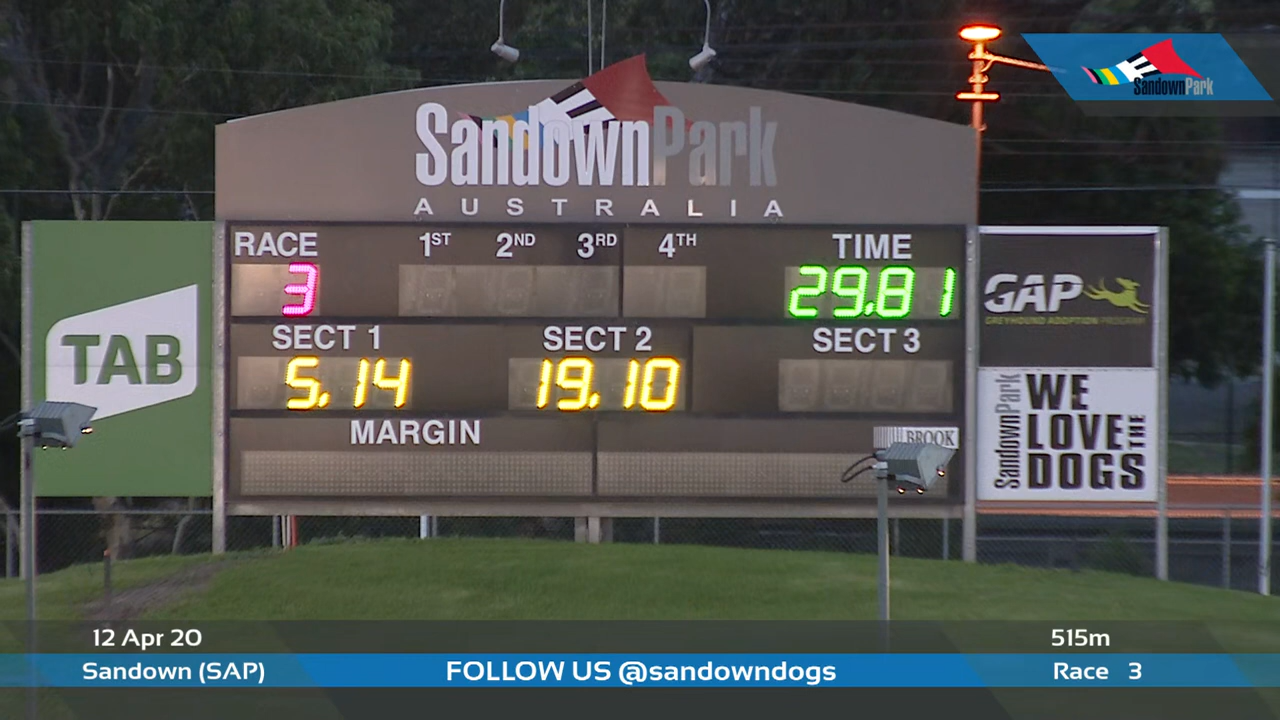 SandownPark
SandownPark
AUSTRALIA
RACE 1ST 2ND 3RD 4TH TIME
3 29.81
SECT 1 SECT 2 SECT 3
5.14 19.10
MARGIN
BROOK
TAB
GAP
GREYHOUND ADOPTION PROGRAM
SandownPark
WE
LOVE THE
DOGS
12 Apr 20 515m
Sandown (SAP) FOLLOW US @sandowndogs Race 3